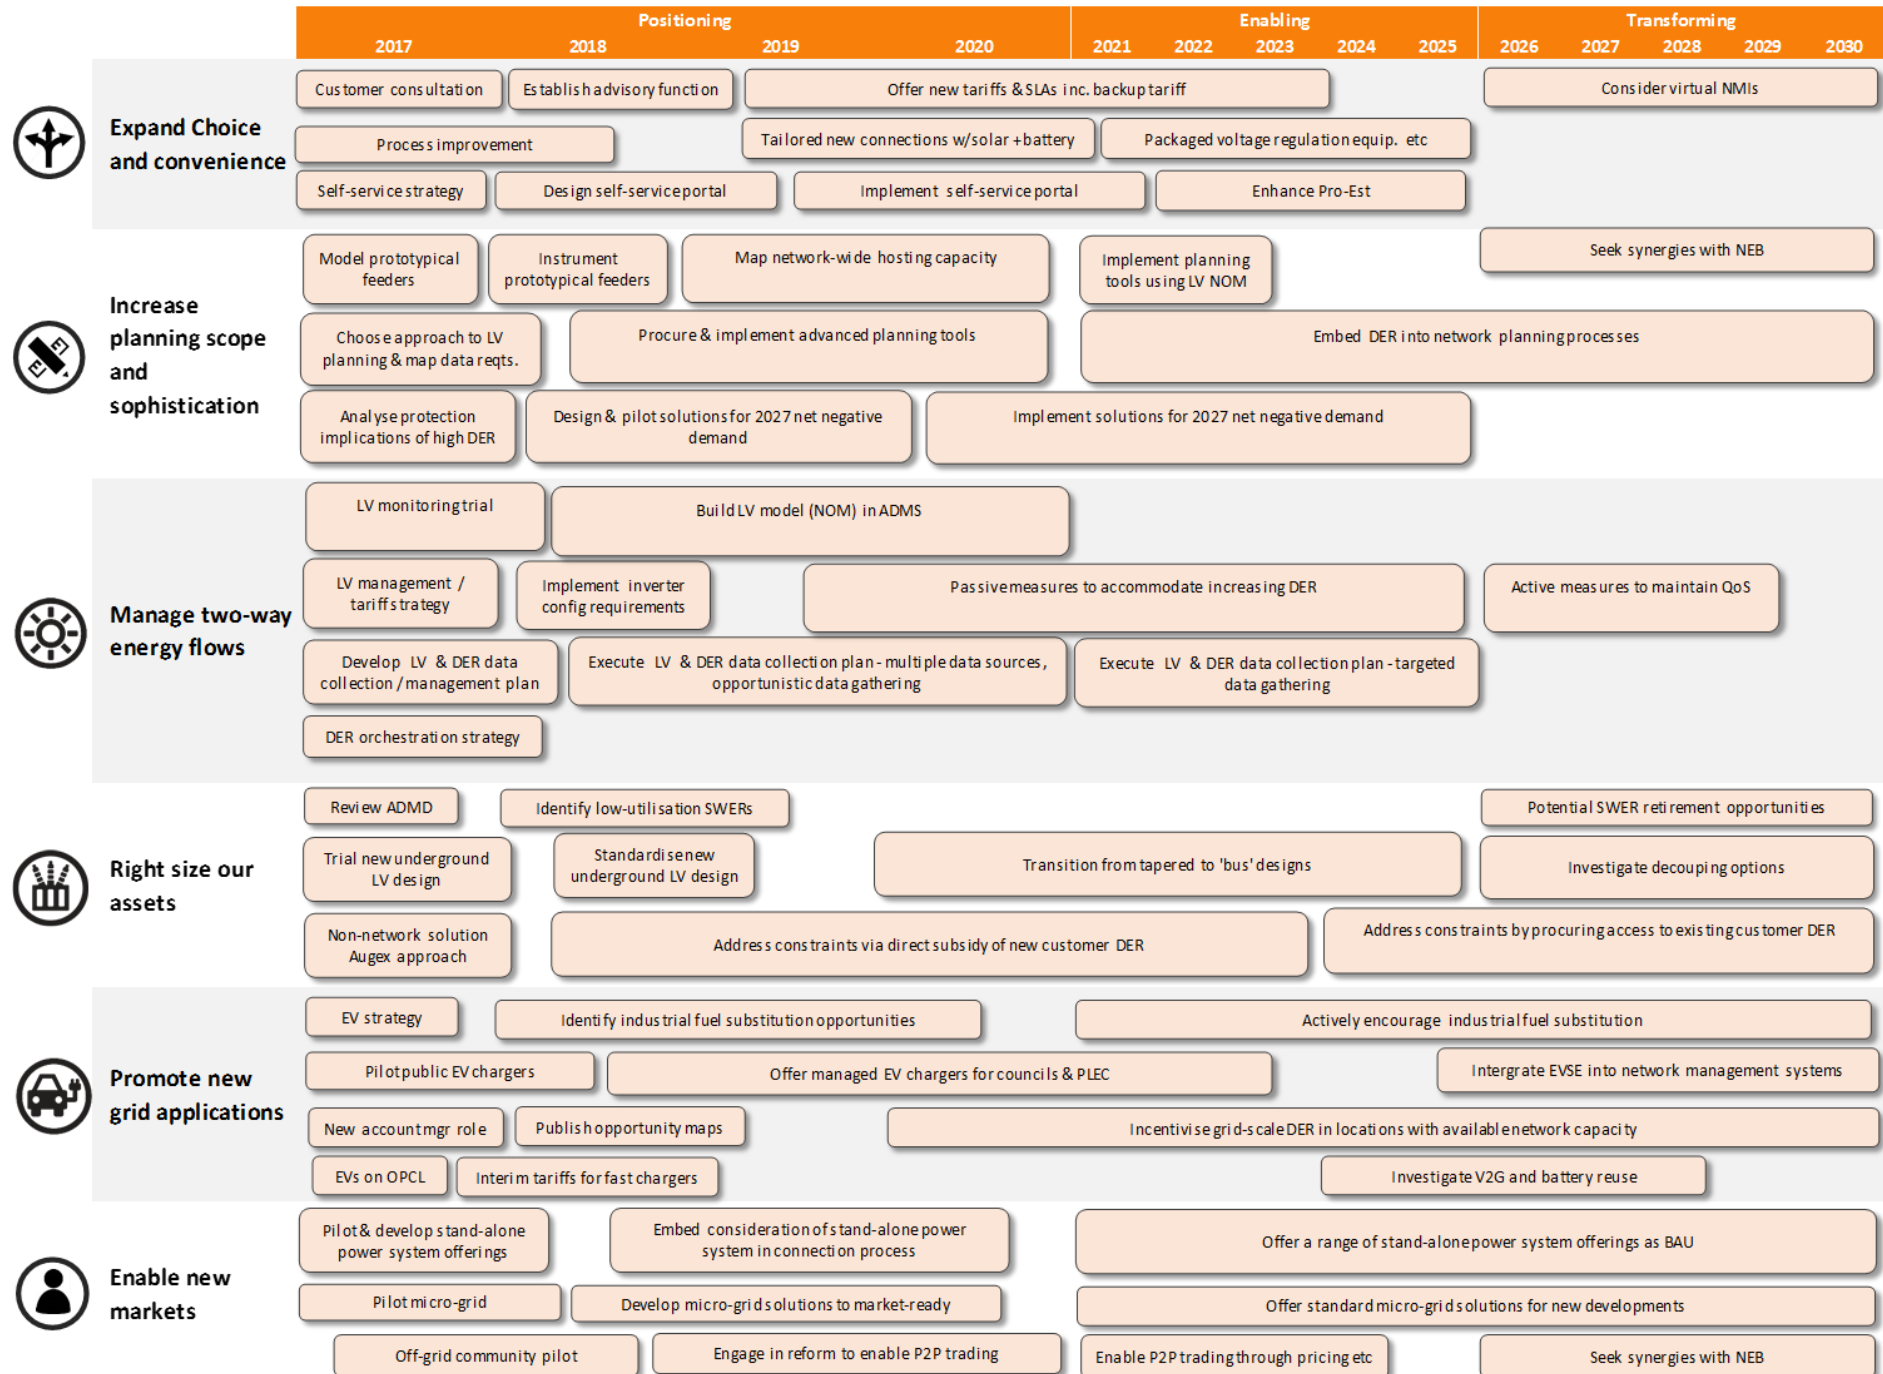 Positioning Enabling Transforming
2017 2018 2019 2020 2021 2022 2023 2024 2025 2026 2027 2028 2029 2030
Expand Choice
and convenience
Customer consultation
Establish advisory function
Offer new tariffs & SLAs inc. backup tariff
Consider virtual NMIs
Process improvement
Tailored new connections w/solar + battery
Packaged voltage regulation equip. etc
Self-service strategy
Design self-service portal
Implement self-service portal
Enhance Pro-Est
Increase
planning scope
and
sophistication
Model prototypical
feeders
Instrument
prototypical feeders
Map network-wide hosting capacity
Implement planning
tools using LV NOM
Seek synergies with NEB
Choose approach to LV
planning & map data reqts.
Procure & implement advanced planning tools
Embed DER into network planning processes
Analyse protection
implications of high DER
Design & pilot solutions for 2027 net negative
demand
Implement solutions for 2027 net negative demand
Manage two-way
energy flows
LV monitoring trial
Build LV model (NOM) in ADMS
LV management /
tariff strategy
Implement inverter
config requirements
Passive measures to accommodate increasing DER
Active measures to maintain QoS
Develop LV & DER data
collection / management plan
Execute LV & DER data collection plan - multiple data sources,
opportunistic data gathering
Execute LV & DER data collection plan - targeted
data gathering
DER orchestration strategy
Right size our
assets
Review ADMD
Identify low-utilisation SWERs
Potential SWER retirement opportunities
Trial new underground
LV design
Standardise new
underground LV design
Transition from tapered to 'bus' designs
Investigate decouping options
Non-network solution
Augex approach
Address constraints via direct subsidy of new customer DER
Address constraints by procuring access to existing customer DER
Promote new
grid applications
EV strategy
Identify industrial fuel substitution opportunities
Actively encourage industrial fuel substitution
Pilot public EV chargers
Offer managed EV chargers for councils & PLEC
Intergrate EVSE into network management systems
New account mgr role
Publish opportunity maps
Incentivise grid-scale DER in locations with available network capacity
EVs on OPCL
Interim tariffs for fast chargers
Investigate V2G and battery reuse
Enable new
markets
Pilot & develop stand-alone
power system offerings
Embed consideration of stand-alone power
system in connection process
Offer a range of stand-alone power system offerings as BAU
Pilot micro-grid
Develop micro-grid solutions to market-ready
Offer standard micro-grid solutions for new developments
Off-grid community pilot
Engage in reform to enable P2P trading
Enable P2P trading through pricing etc
Seek synergies with NEB